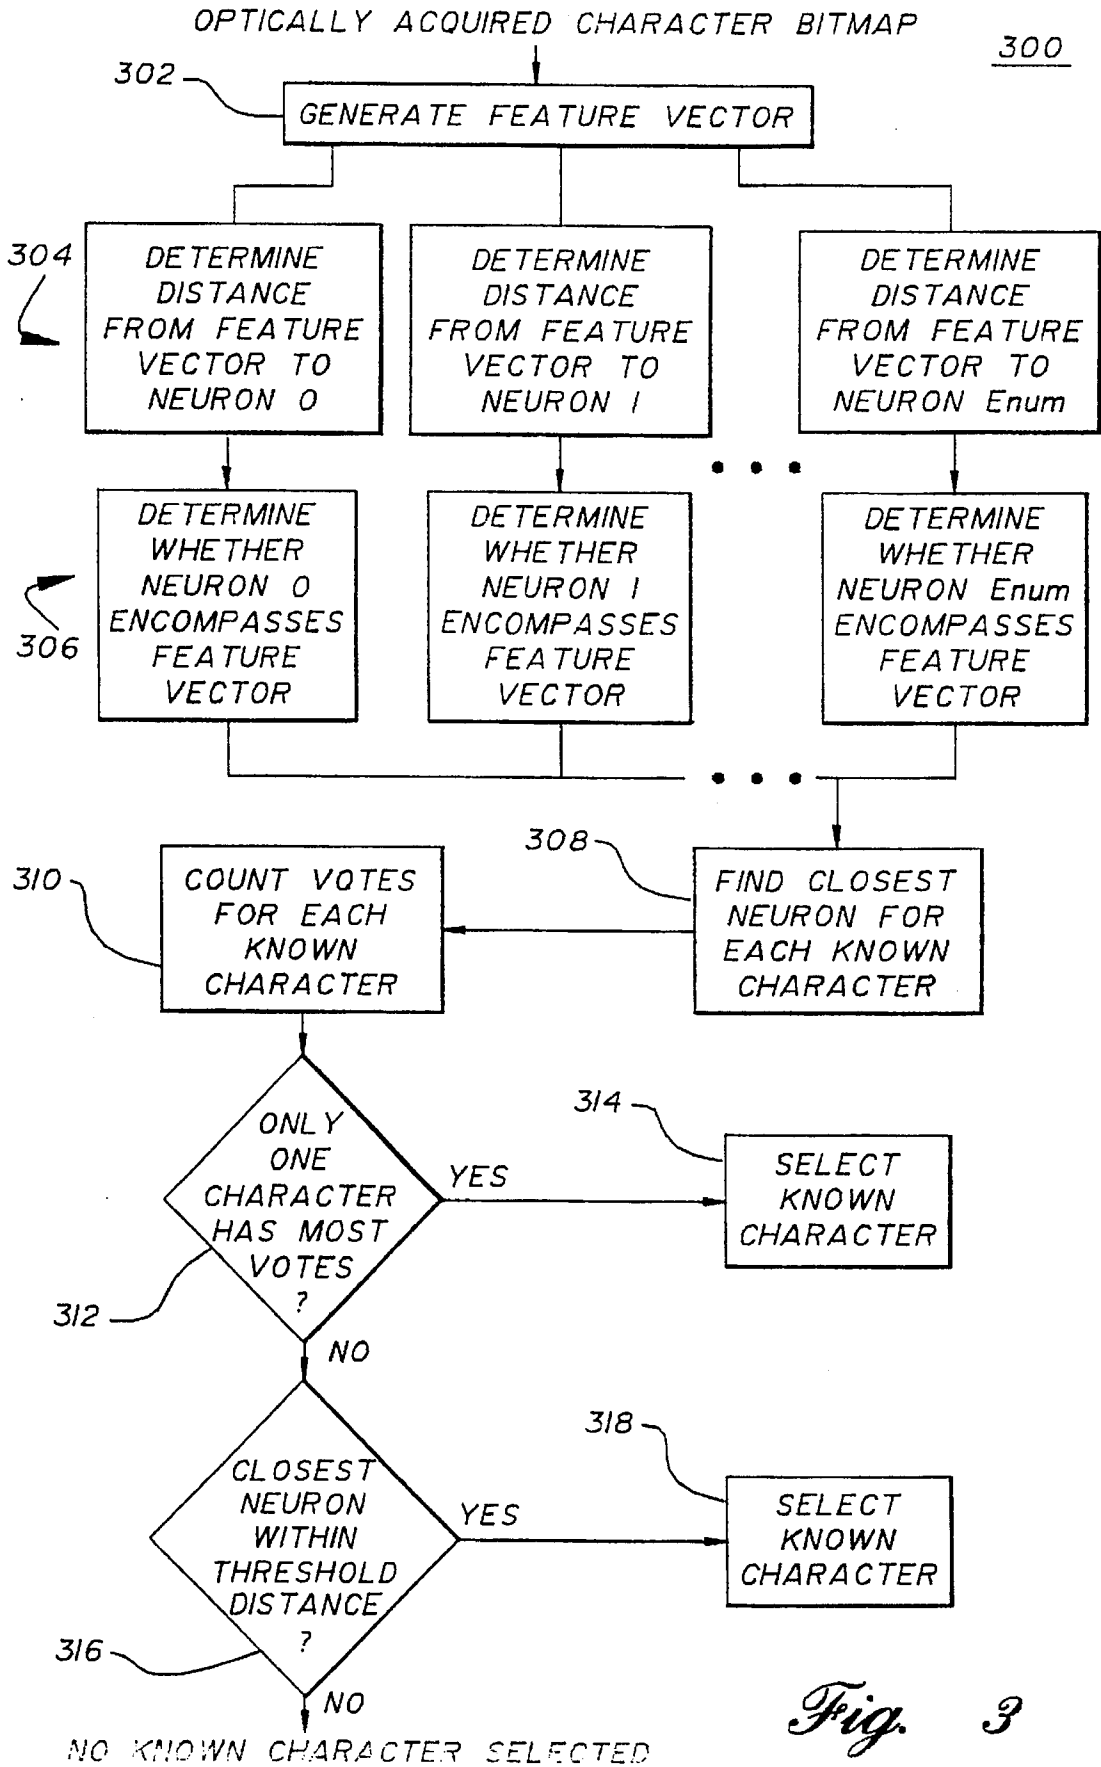 OPTICALLY ACQUIRED CHARACTER BITMAP
300
302
GENERATE FEATURE VECTOR
304
DETERMINE
DISTANCE
FROM FEATURE
VECTOR TO
NEURON 0
DETERMINE
DISTANCE
FROM FEATURE
VECTOR TO
NEURON 1
DETERMINE
DISTANCE
FROM FEATURE
VECTOR TO
NEURON Enum
306
DETERMINE
WHETHER
NEURON 0
ENCOMPASSES
FEATURE
VECTOR
DETERMINE
WHETHER
NEURON 1
ENCOMPASSES
FEATURE
VECTOR
DETERMINE
WHETHER
NEURON Enum
ENCOMPASSES
FEATURE
VECTOR
308
FIND CLOSEST
NEURON FOR
EACH KNOWN
CHARACTER
310
COUNT VOTES
FOR EACH
KNOWN
CHARACTER
312
ONLY
ONE
CHARACTER
HAS MOST
VOTES
?
YES
314
SELECT
KNOWN
CHARACTER
NO
316
CLOSEST
NEURON
WITHIN
THRESHOLD
DISTANCE
?
YES
318
SELECT
KNOWN
CHARACTER
NO
NO KNOWN CHARACTER SELECTED
Fig. 3